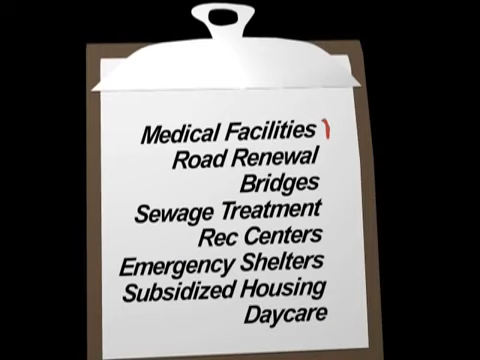 Medical Facilities
Road Renewal
Bridges
Sewage Treatment
Rec Centers
Emergency Shelters
Subsidized Housing
Daycare